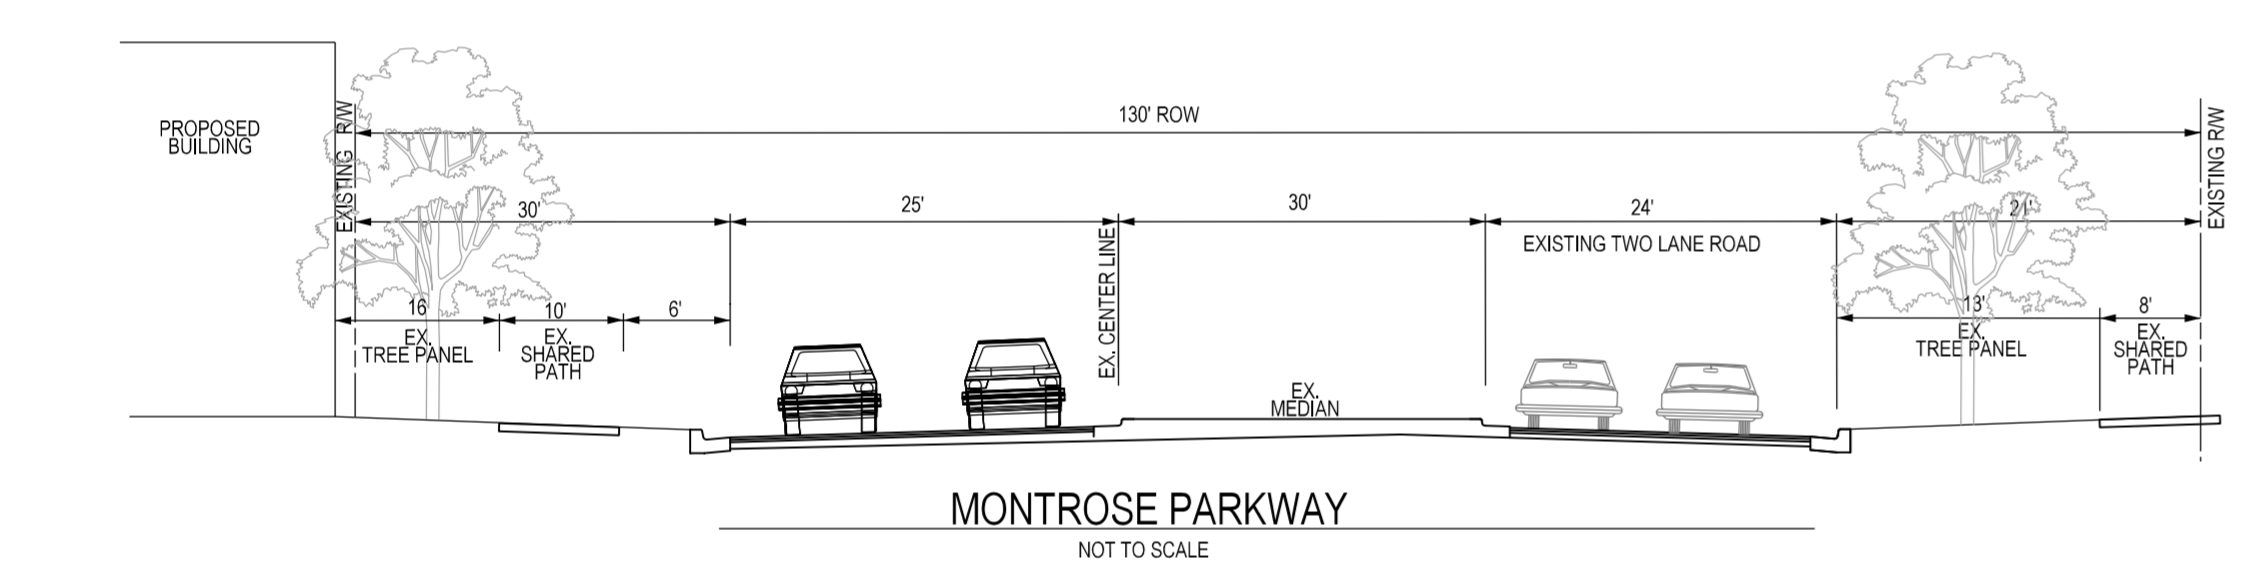 130' ROW
PROPOSED
BUILDING
EXISTING R/W
EXISTING R/W
30'
25'
30'
24'
21'
EXISTING TWO LANE ROAD
EX. CENTER LINE
16
10'
6'
13'
8'
EX.
TREE PANEL
EX.
SHARED
PATH
EX.
MEDIAN
EX.
TREE PANEL
EX.
SHARED
PATH
MONTROSE PARKWAY
NOT TO SCALE